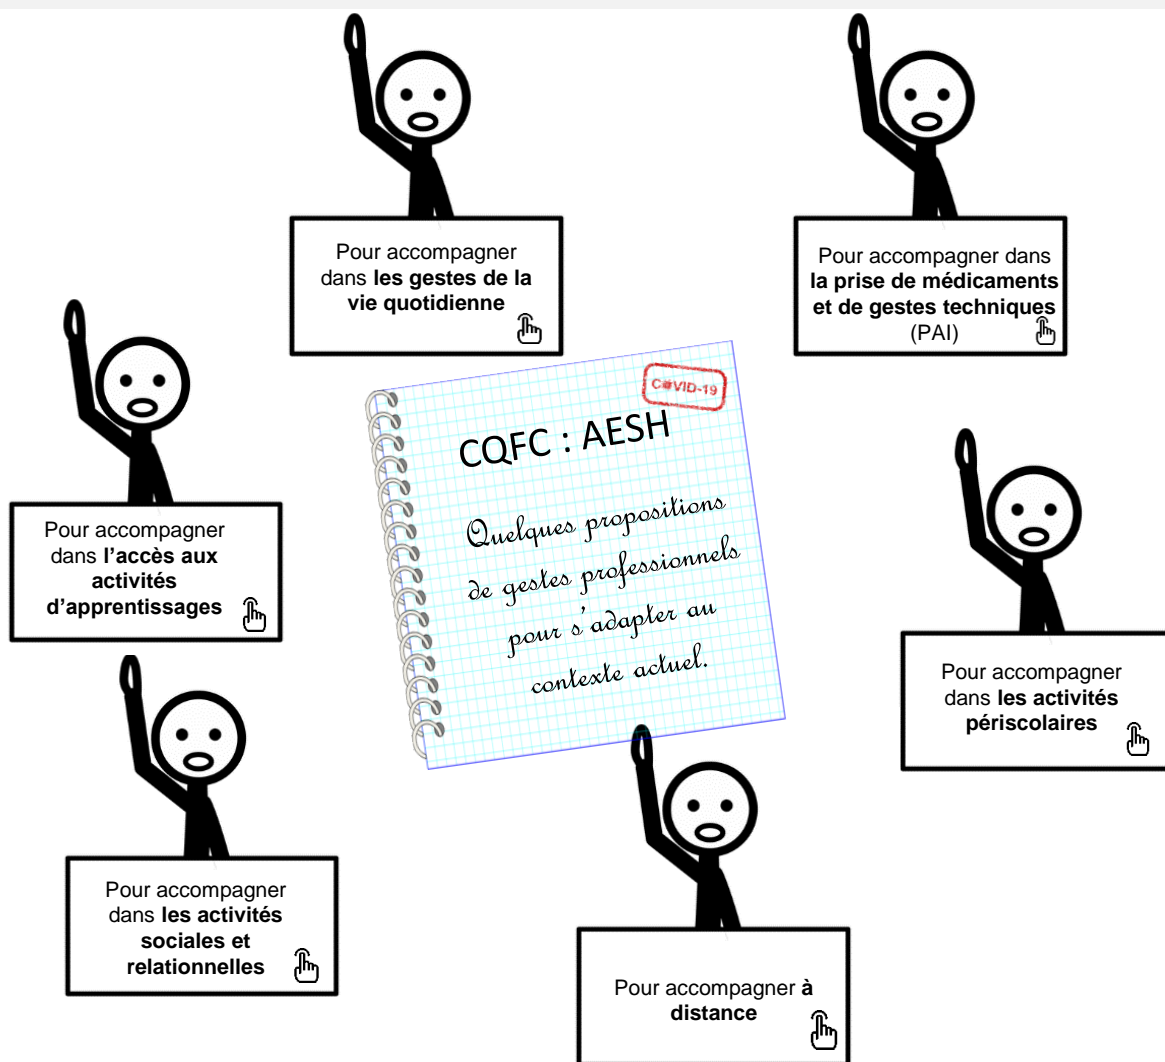 Pour accompagner
dans les gestes de la
vie quotidienne
Pour accompagner dans
la prise de médicaments
et de gestes techniques
(PAI)
Pour accompagner
dans l'accès aux
activités
d'apprentissages
C VID-19
CQFC : AESH
Quelques propositions
de gestes professionnels
pour s'adapter au
contexte actuel.
Pour accompagner
dans les activités
périscolaires
Pour accompagner
dans les activités
sociales et
relationnelles
Pour accompagner à
distance